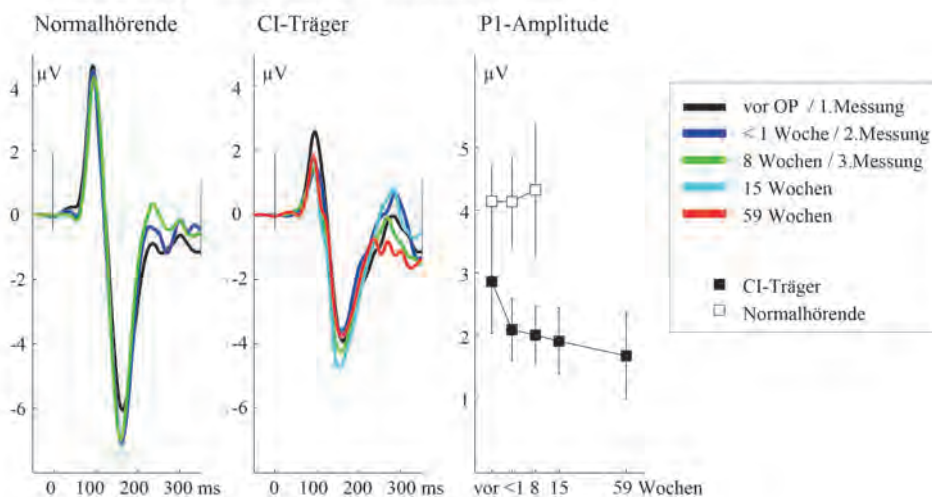 Normalhörende
CI-Träger
P1-Amplitude
µV
4
2
0
-2
-4
-6
0 100 200 300 ms
µV
4
2
0
-2
-4
-6
0 100 200 300 ms
µV
5
4
3
2
1
vor <1 8 15 59 Wochen
vor OP / 1.Messung
< 1 Woche / 2.Messung
8 Wochen / 3.Messung
15 Wochen
59 Wochen
CI-Träger
Normalhörende